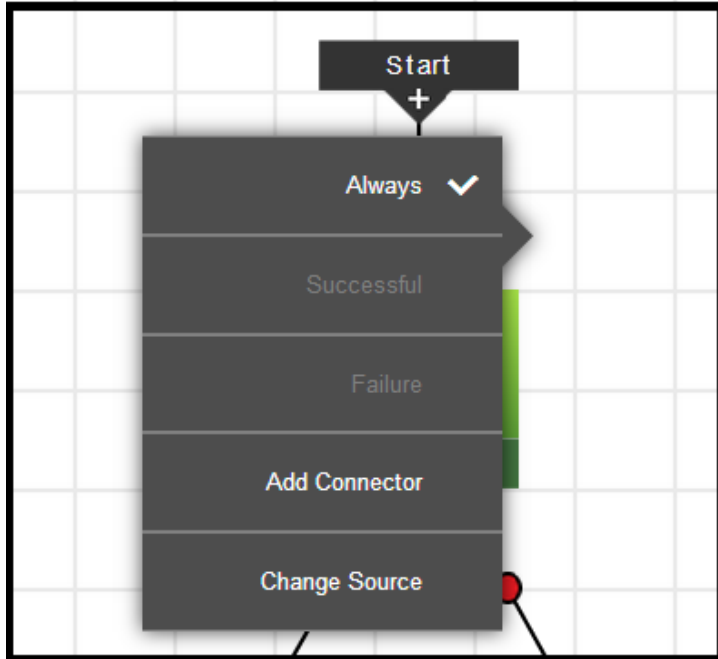 Start
Always
Successful
Failure
Add Connector
Change Source